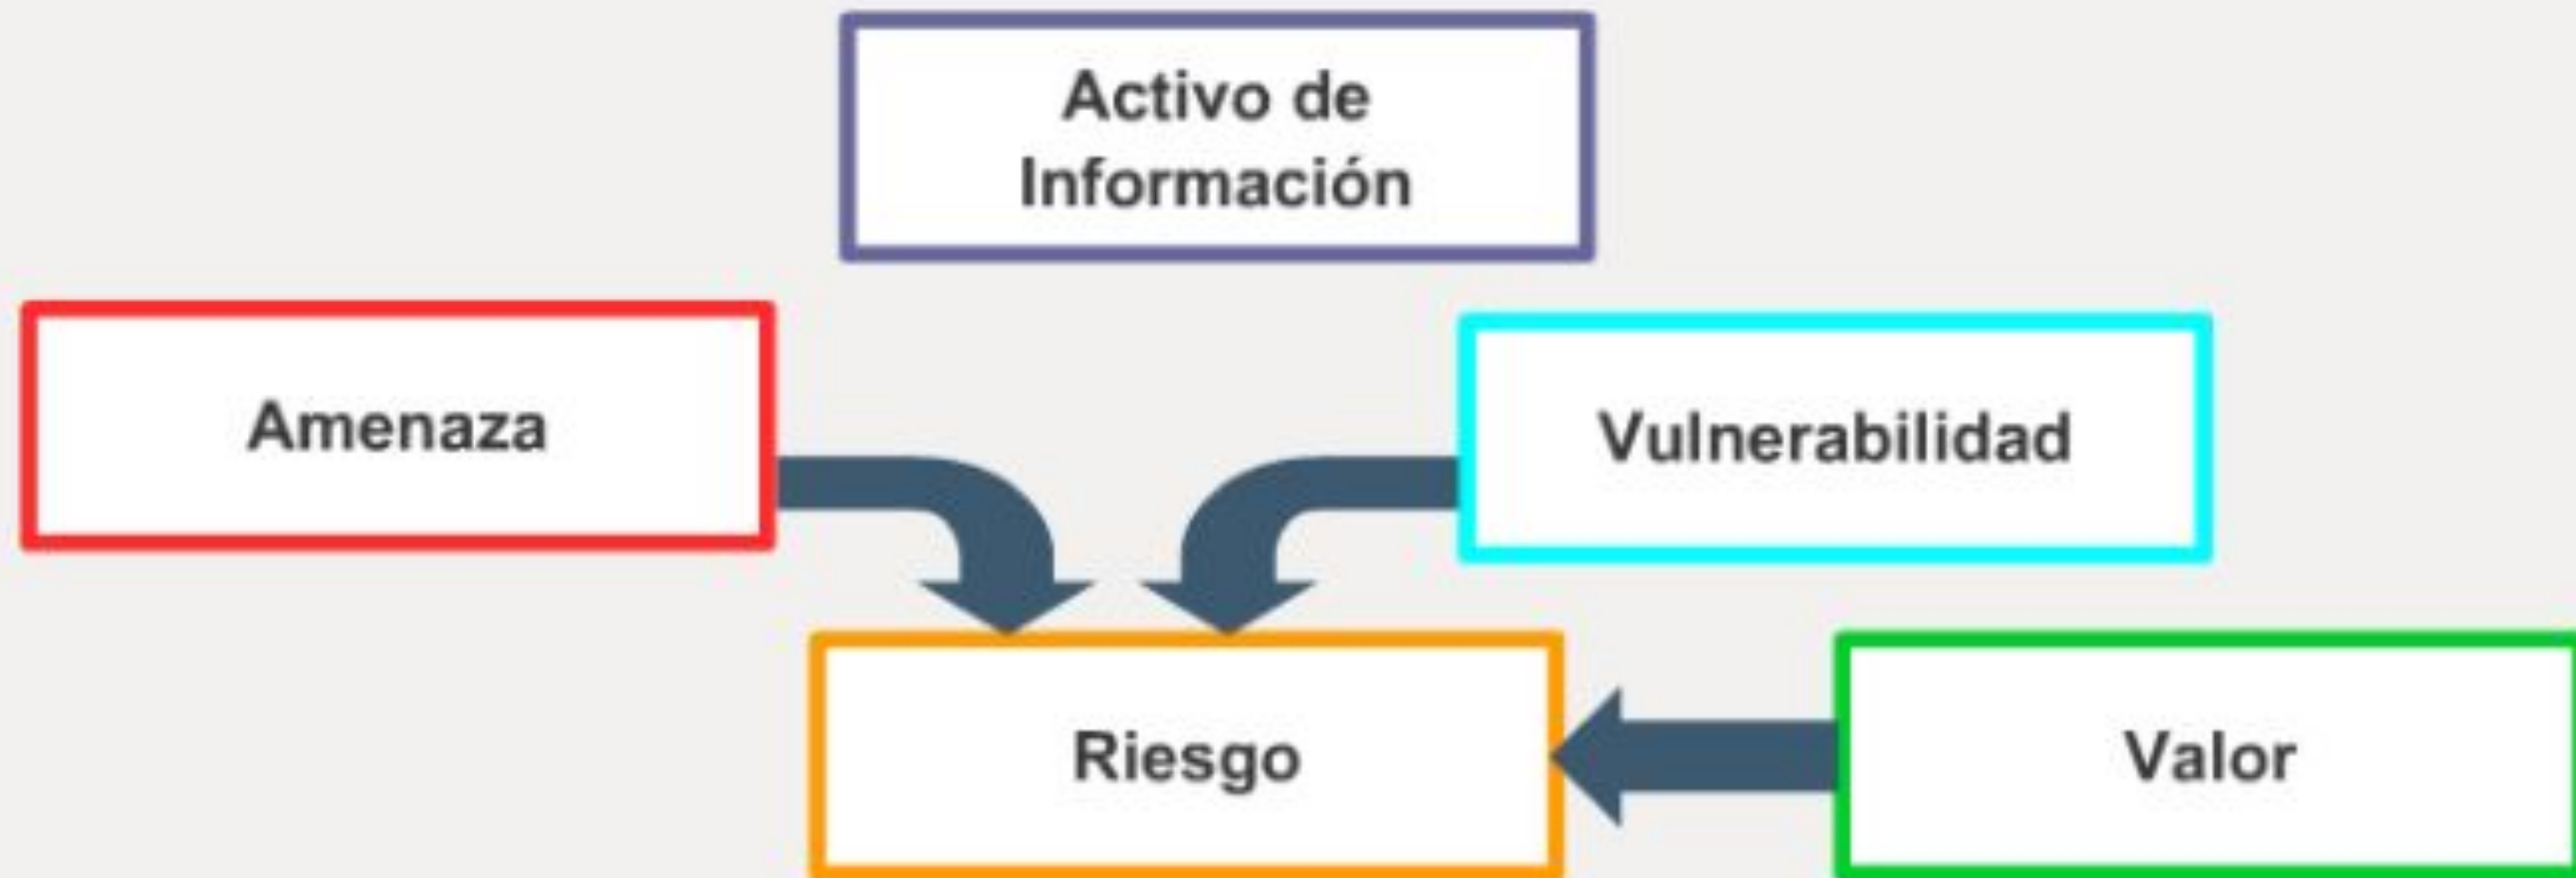 Activo de
Información
Amenaza
Vulnerabilidad
Riesgo
Valor